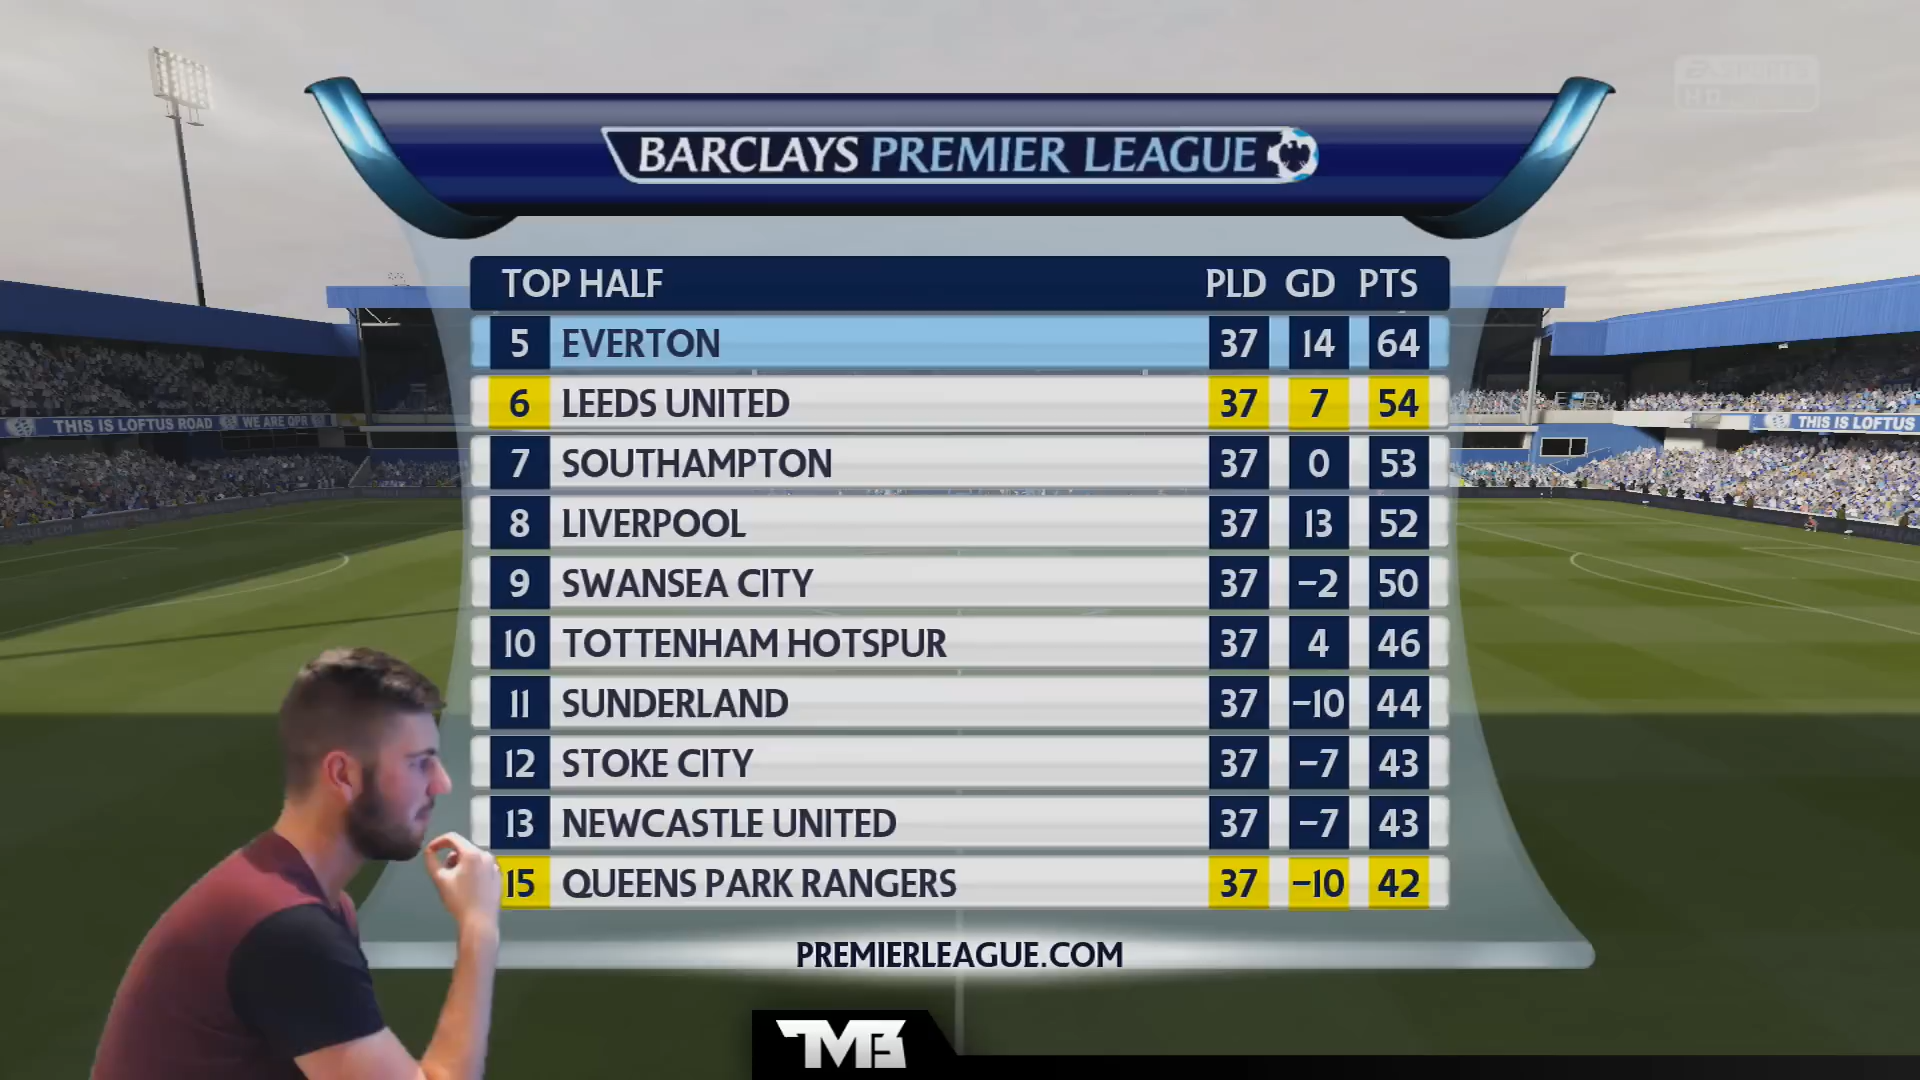 EA SPORTS
HD
BARCLAYS PREMIER LEAGUE
TOP HALF PLD GD PTS
5 EVERTON 37 14 64
6 LEEDS UNITED 37 7 54
7 SOUTHAMPTON 37 0 53
8 LIVERPOOL 37 13 52
9 SWANSEA CITY 37 -2 50
10 TOTTENHAM HOTSPUR 37 4 46
11 SUNDERLAND 37 -10 44
12 STOKE CITY 37 -7 43
13 NEWCASTLE UNITED 37 -7 43
15 QUEENS PARK RANGERS 37 -10 42
PREMIERLEAGUE.COM
THIS IS LOFTUS ROAD WE ARE QPR
THIS IS LOFTUS
TMB